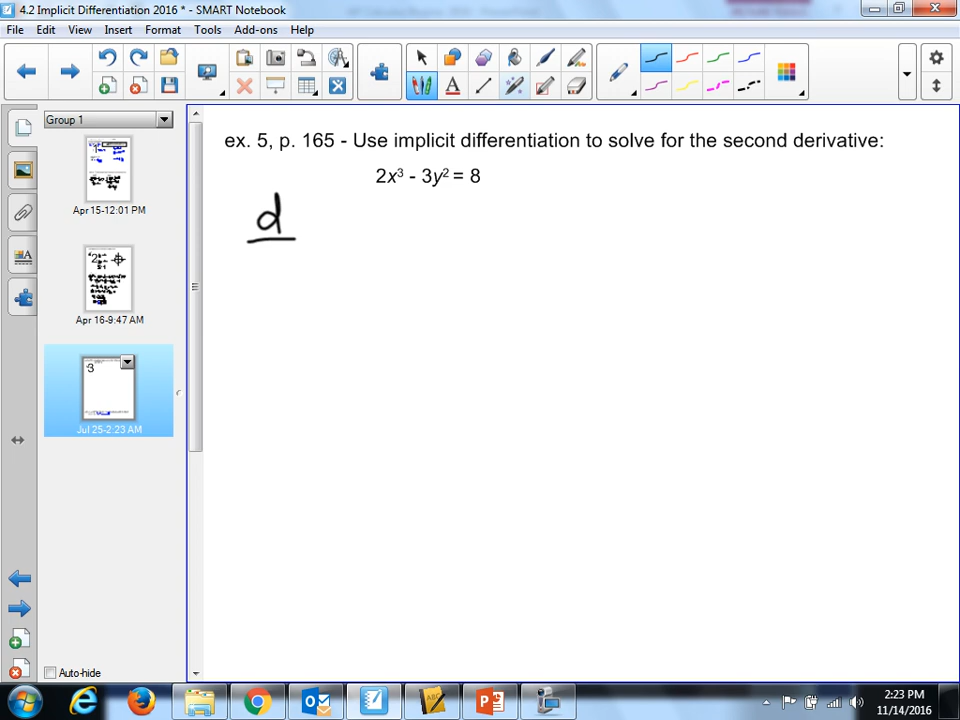 4.2 Implicit Differentiation 2016 * - SMART Notebook
File Edit View Insert Format Tools Add-ons Help
Group 1
Apr 15-12:01 PM
Apr 16-9:47 AM
Jul 25-2:23 AM
Auto-hide
ex. 5, p. 165 - Use implicit differentiation to solve for the second derivative:
2x³ - 3y² = 8
d
2:23 PM
11/14/2016